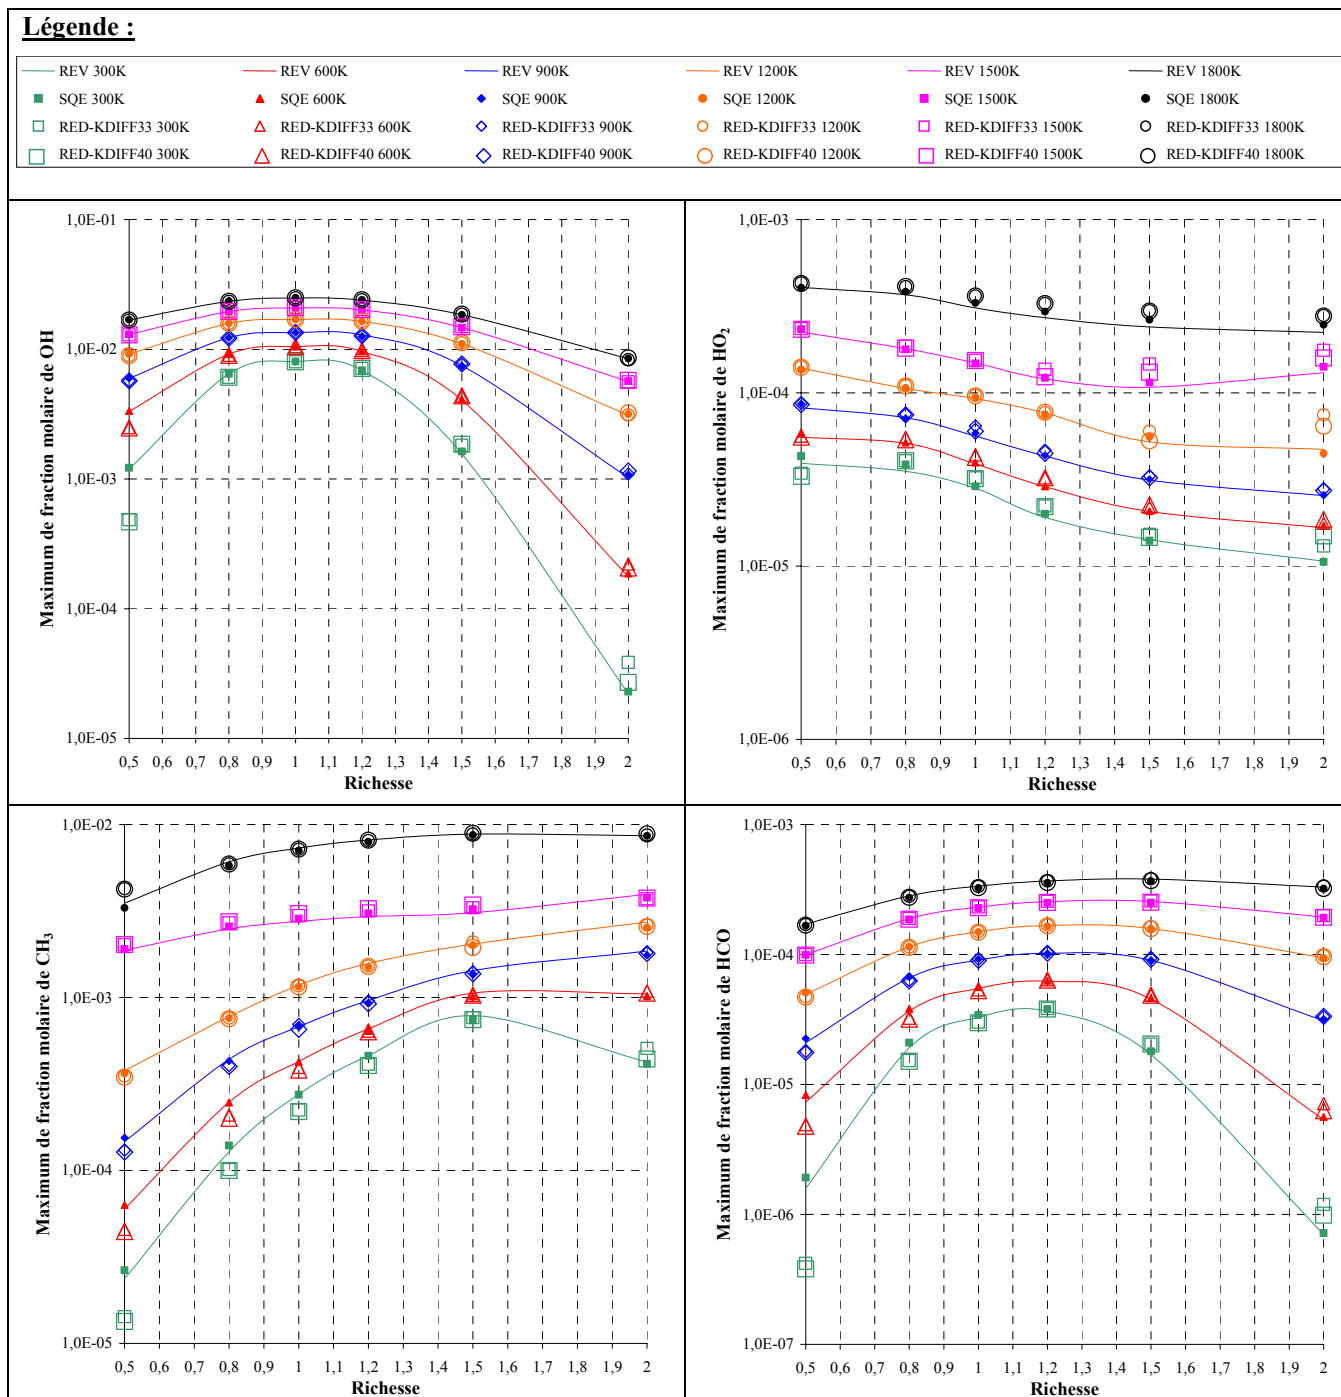 Légende :
REV 300K REV 600K REV 900K REV 1200K REV 1500K REV 1800K
SQE 300K SQE 600K SQE 900K SQE 1200K SQE 1500K SQE 1800K
RED-KDIFF33 300K RED-KDIFF33 600K RED-KDIFF33 900K RED-KDIFF33 1200K RED-KDIFF33 1500K RED-KDIFF33 1800K
RED-KDIFF40 300K RED-KDIFF40 600K RED-KDIFF40 900K RED-KDIFF40 1200K RED-KDIFF40 1500K RED-KDIFF40 1800K
Maximum de fraction molaire de OH
1,0E-01
1,0E-02
1,0E-03
1,0E-04
1,0E-05
0,5 0,6 0,7 0,8 0,9 1 1,1 1,2 1,3 1,4 1,5 1,6 1,7 1,8 1,9 2
Richesse
Maximum de fraction molaire de HO₂
1,0E-03
1,0E-04
1,0E-05
1,0E-06
0,5 0,6 0,7 0,8 0,9 1 1,1 1,2 1,3 1,4 1,5 1,6 1,7 1,8 1,9 2
Richesse
Maximum de fraction molaire de CH₃
1,0E-02
1,0E-03
1,0E-04
1,0E-05
0,5 0,6 0,7 0,8 0,9 1 1,1 1,2 1,3 1,4 1,5 1,6 1,7 1,8 1,9 2
Richesse
Maximum de fraction molaire de HCO
1,0E-03
1,0E-04
1,0E-05
1,0E-06
1,0E-07
0,5 0,6 0,7 0,8 0,9 1 1,1 1,2 1,3 1,4 1,5 1,6 1,7 1,8 1,9 2
Richesse